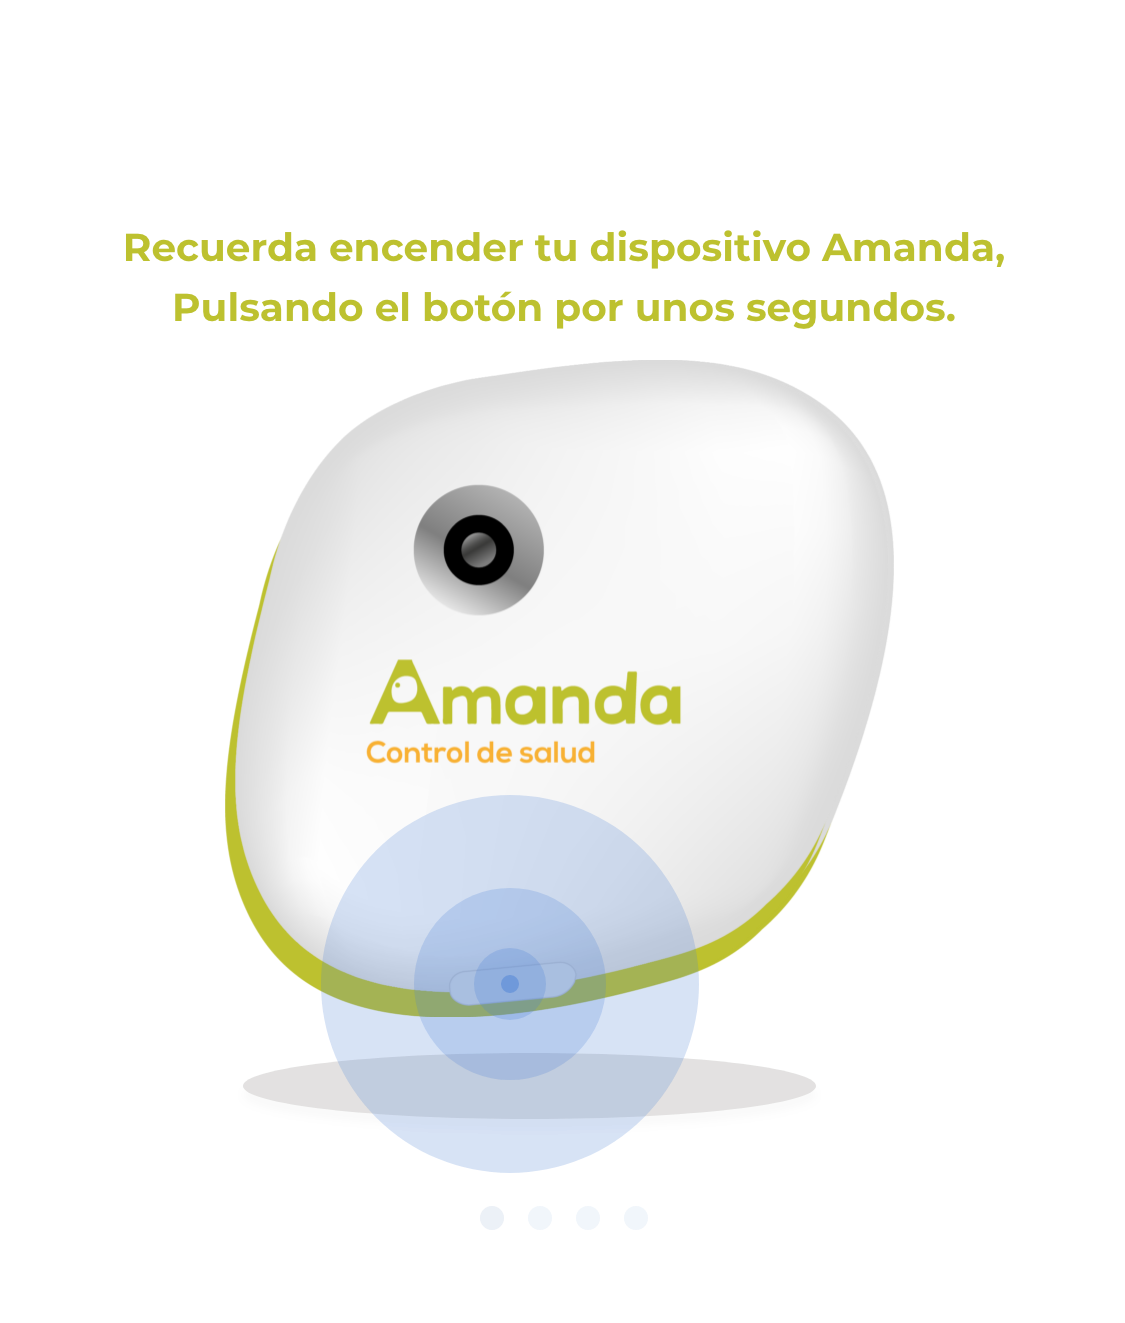 Recuerda encender tu dispositivo Amanda,
Pulsando el botón por unos segundos.
Amanda
Control de salud